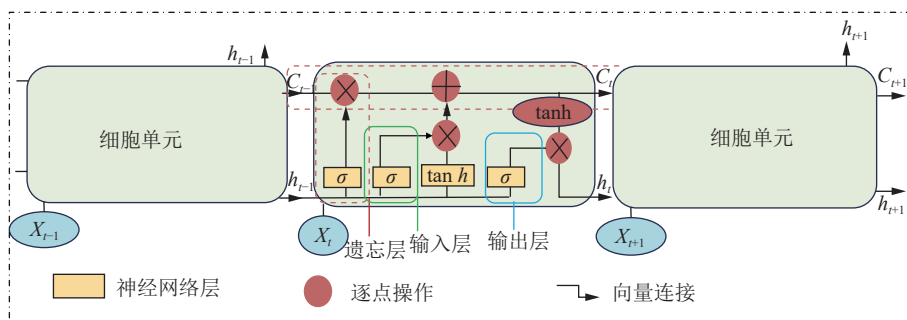 h_{t-1}
h_{t+1}
C_{t-}
C_t
C_{t+1}
tanh
细胞单元
细胞单元
σ
σ
tan h
σ
h_{t-1}
h_t
h_{t+1}
X_{t-1}
X_t
X_{t+1}
遗忘层
输入层
输出层
神经网络层
逐点操作
向量连接